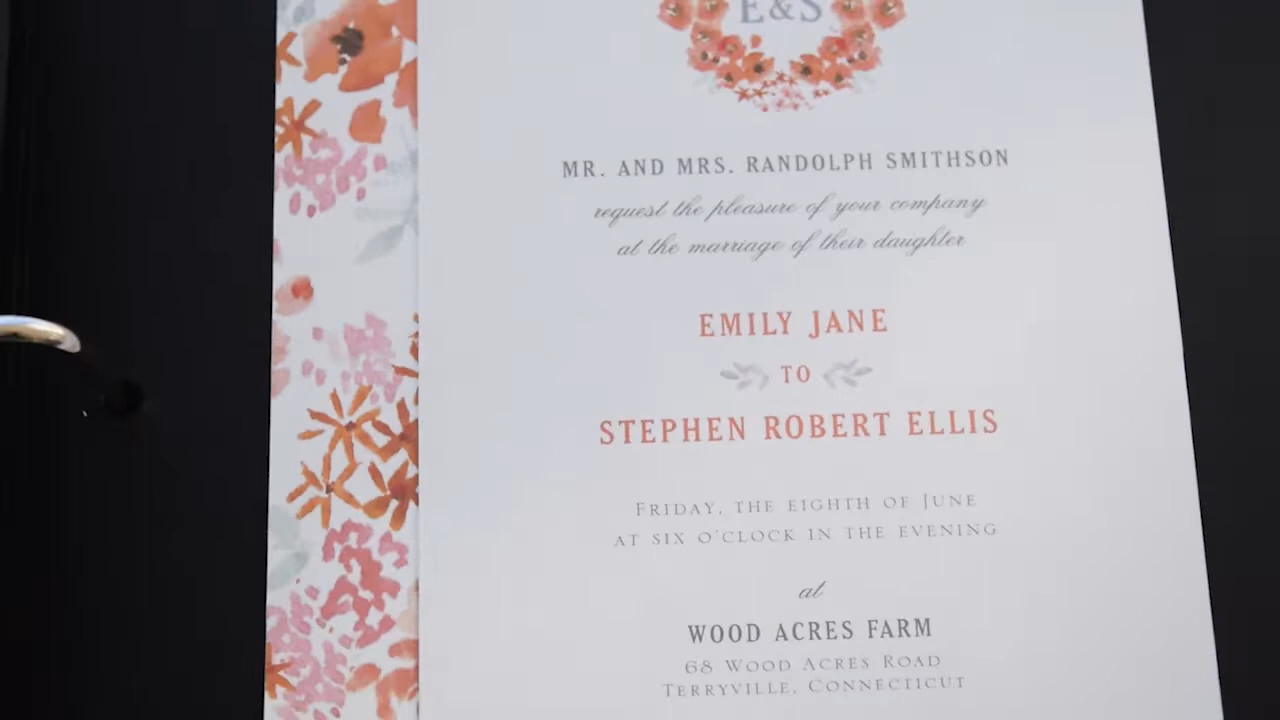 E&S
MR. AND MRS. RANDOLPH SMITHSON
request the pleasure of your company
at the marriage of their daughter
EMILY JANE
TO
STEPHEN ROBERT ELLIS
FRIDAY, THE EIGHTH OF JUNE
AT SIX O'CLOCK IN THE EVENING
at
WOOD ACRES FARM
68 WOOD ACRES ROAD
TERRYVILLE, CONNECTICUT